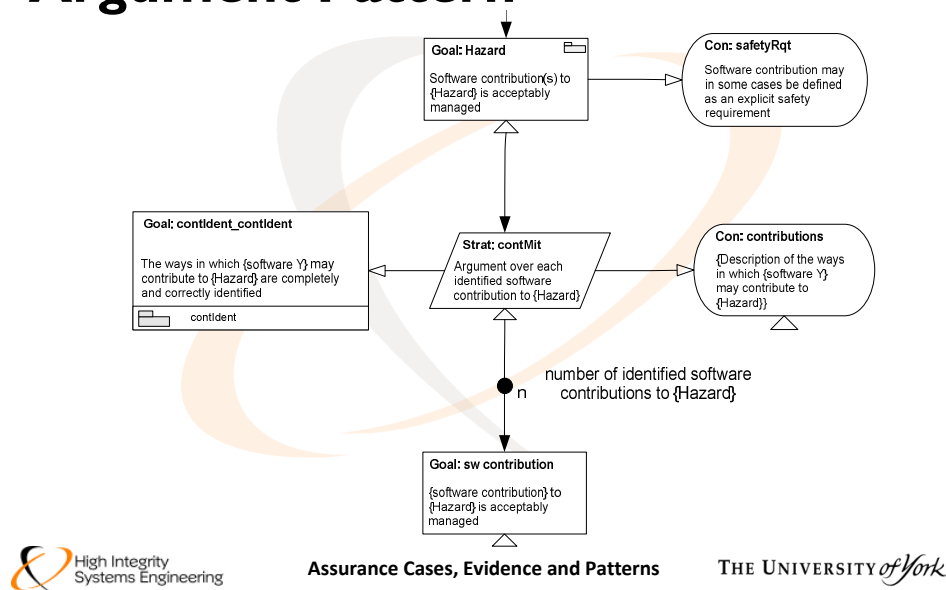 Argument Pattern
Goal: Hazard
Software contribution(s) to
{Hazard} is acceptably
managed
Con: safetyRqt
Software contribution may
in some cases be defined
as an explicit safety
requirement
Goal: contIdent_contIdent
The ways in which {software Y} may
contribute to {Hazard} are completely
and correctly identified
contIdent
Strat: contMit
Argument over each
identified software
contribution to {Hazard}
Con: contributions
{Description of the ways
in which {software Y}
may contribute to
{Hazard}}
number of identified software
n
contributions to {Hazard}
Goal: sw contribution
{software contribution} to
{Hazard} is acceptably
managed
High Integrity
Systems Engineering
Assurance Cases, Evidence and Patterns
THE UNIVERSITY of York